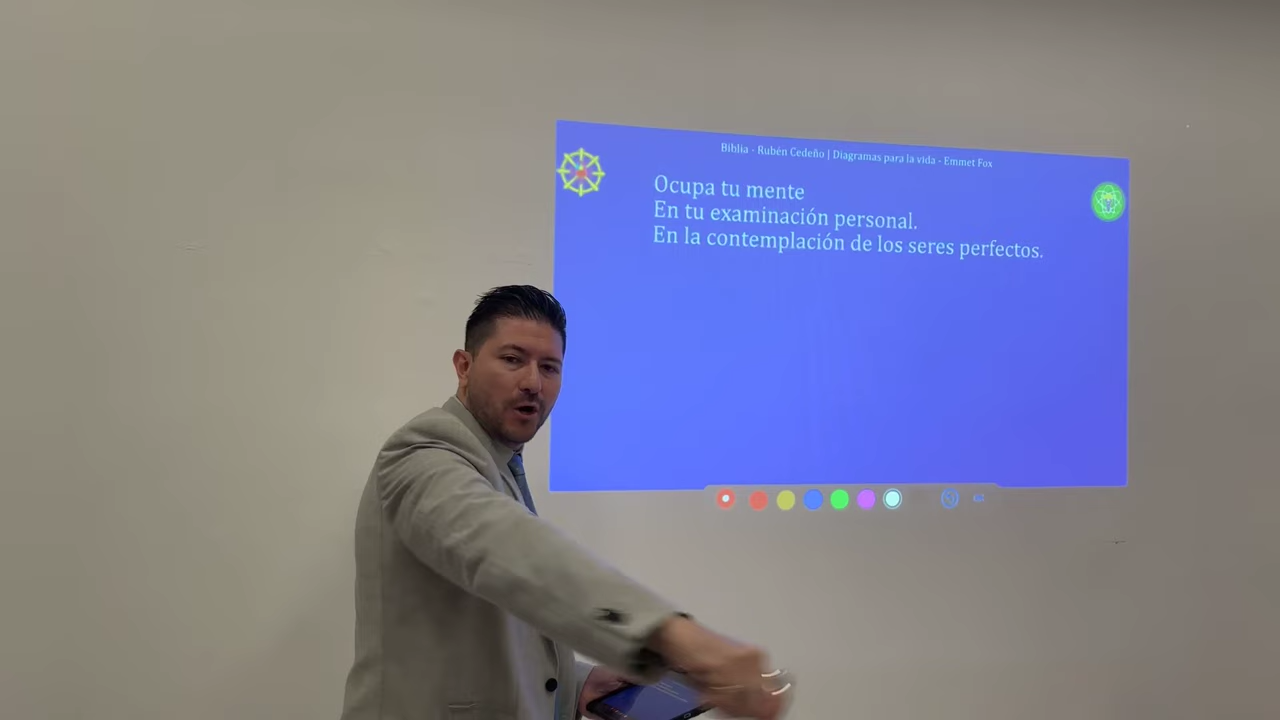 Biblia - Rubén Cedeño | Diagramas para la vida - Emmet Fox
Ocupa tu mente
En tu examinación personal.
En la contemplación de los seres perfectos.